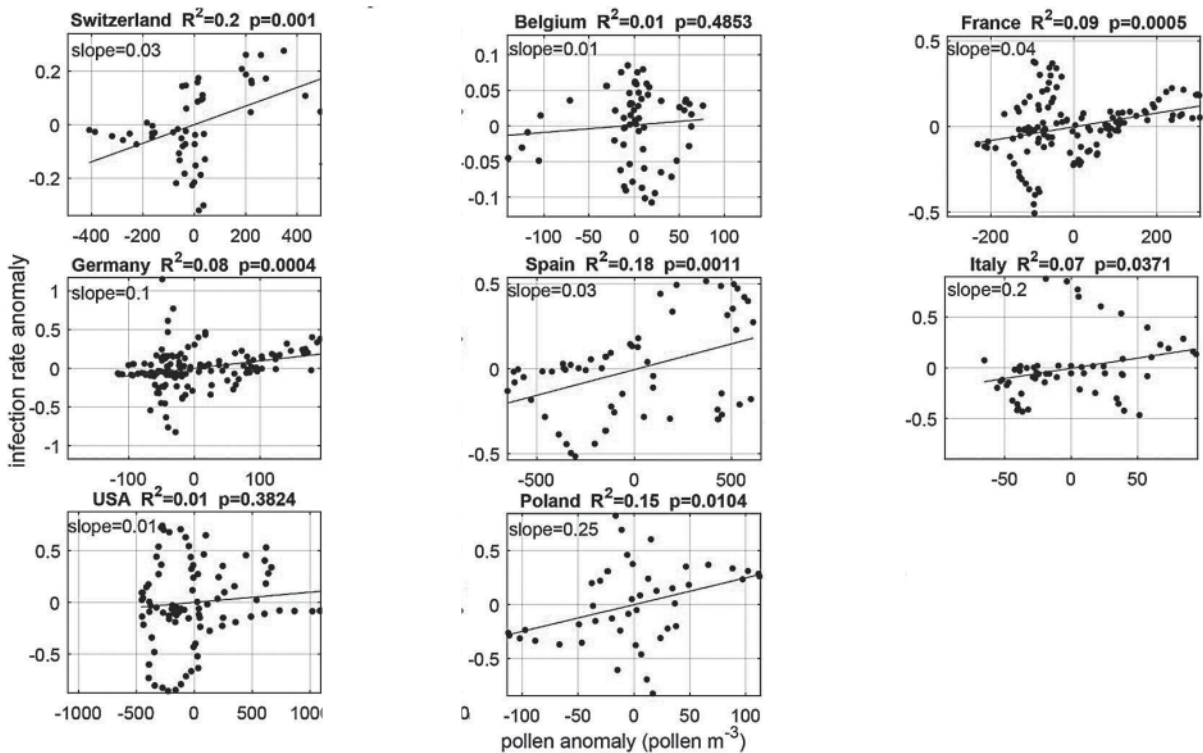 Switzerland R²=0.2 p=0.001
slope=0.03
0.2
0
-0.2
-400 -200 0 200 400
Belgium R²=0.01 p=0.4853
slope=0.01
0.1
0.05
0
-0.05
-0.1
-100 -50 0 50 100
France R²=0.09 p=0.0005
slope=0.04
0.5
0
-0.5
-200 0 200
infection rate anomaly
Germany R²=0.08 p=0.0004
slope=0.1
1
0.5
0
-0.5
-1
-100 0 100
Spain R²=0.18 p=0.0011
slope=0.03
0.5
0
-0.5
-500 0 500
Italy R²=0.07 p=0.0371
slope=0.2
0.5
0
-0.5
-50 0 50
USA R²=0.01 p=0.3824
slope=0.01
0.5
0
-0.5
-1000 -500 0 500 1000
Poland R²=0.15 p=0.0104
slope=0.25
0.5
0
-0.5
-100 -50 0 50 100
pollen anomaly (pollen m⁻³)